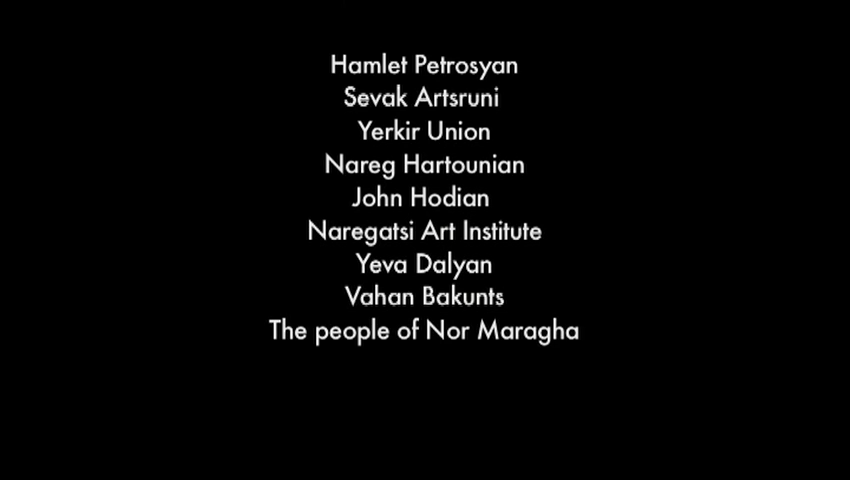 Hamlet Petrosyan
Sevak Artsruni
Yerkir Union
Nareg Hartounian
John Hodian
Naregatsi Art Institute
Yeva Dalyan
Vahan Bakunts
The people of Nor Maragha